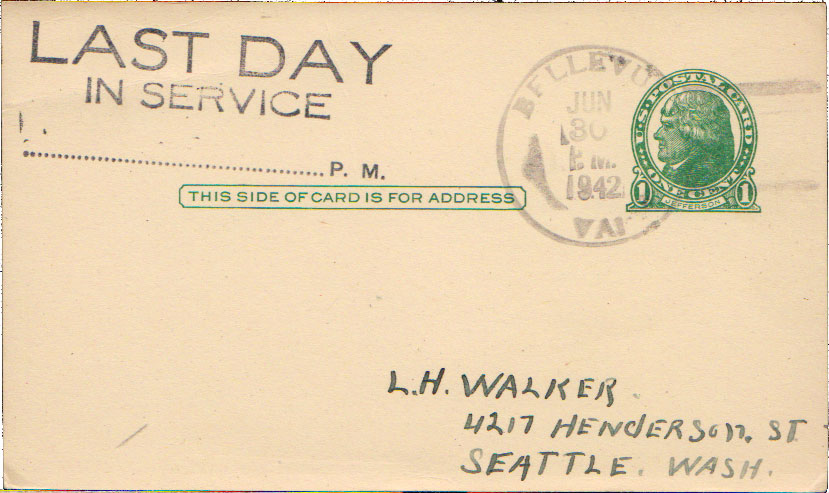 LAST DAY
IN SERVICE
P. M.
THIS SIDE OF CARD IS FOR ADDRESS
JUN
30
P.M.
1942
VA
U.S. POSTAL CARD
1 ONE CENT 1
JEFFERSON
L.H. WALKER.
4217 HENDERSON. ST
SEATTLE. WASH.